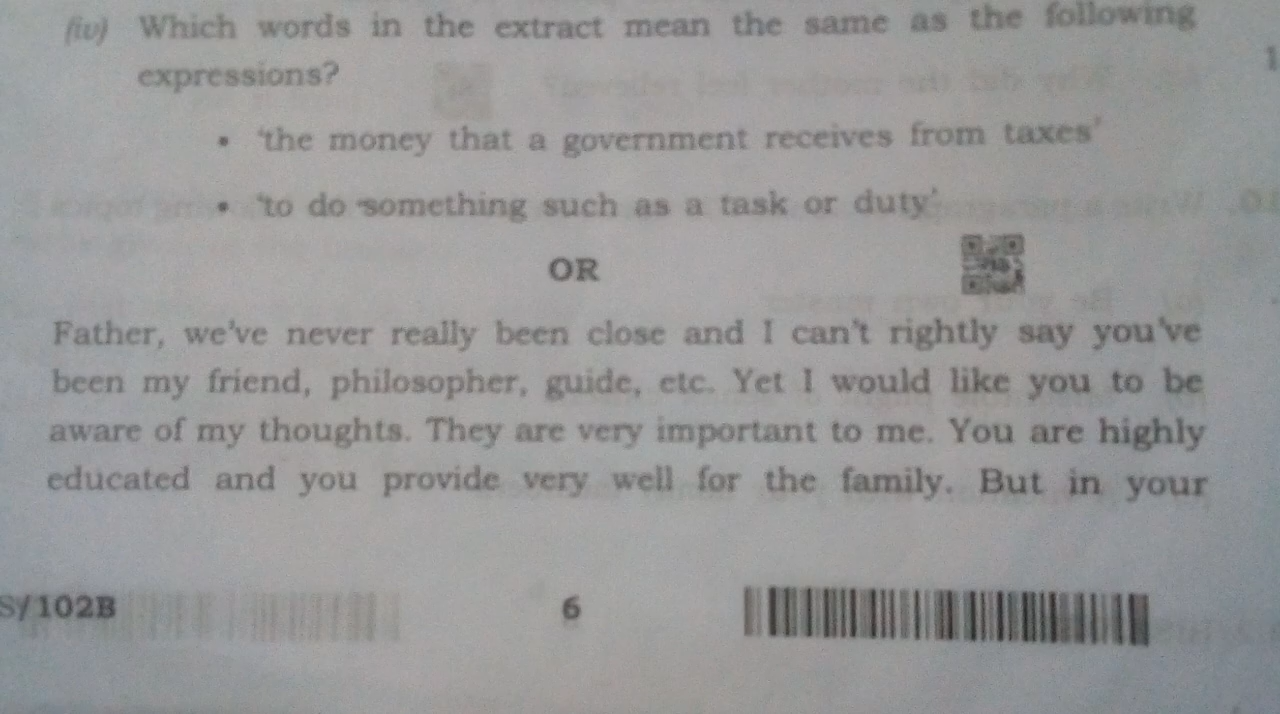 (iv) Which words in the extract mean the same as the following
expressions?
1
• 'the money that a government receives from taxes'
• 'to do something such as a task or duty'
OR
Father, we've never really been close and I can't rightly say you've
been my friend, philosopher, guide, etc. Yet I would like you to be
aware of my thoughts. They are very important to me. You are highly
educated and you provide very well for the family. But in your
S/102B
6